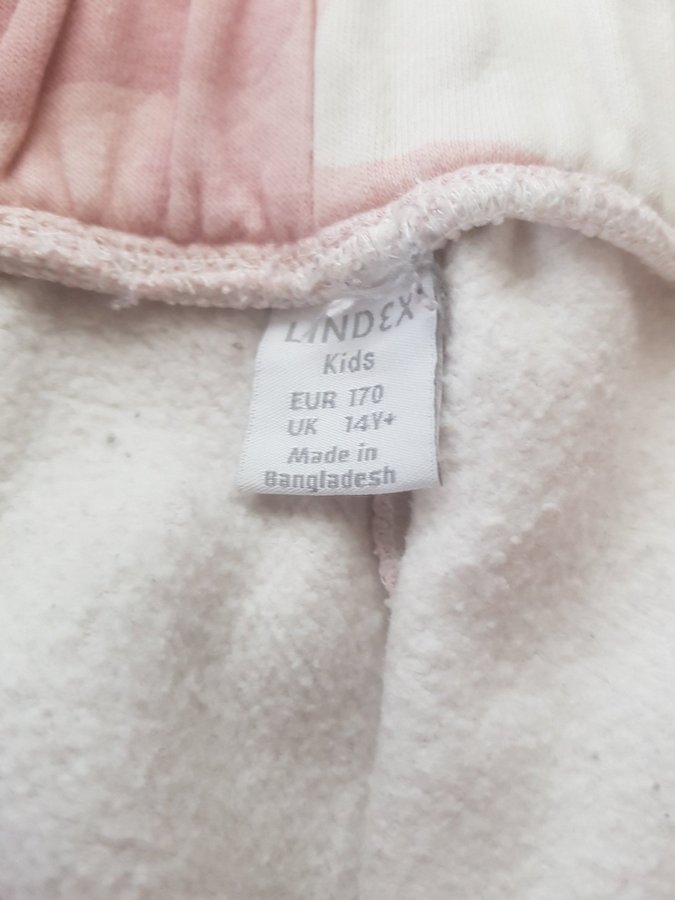 LINDEX
Kids
EUR 170
UK 14Y+
Made in
Bangladesh